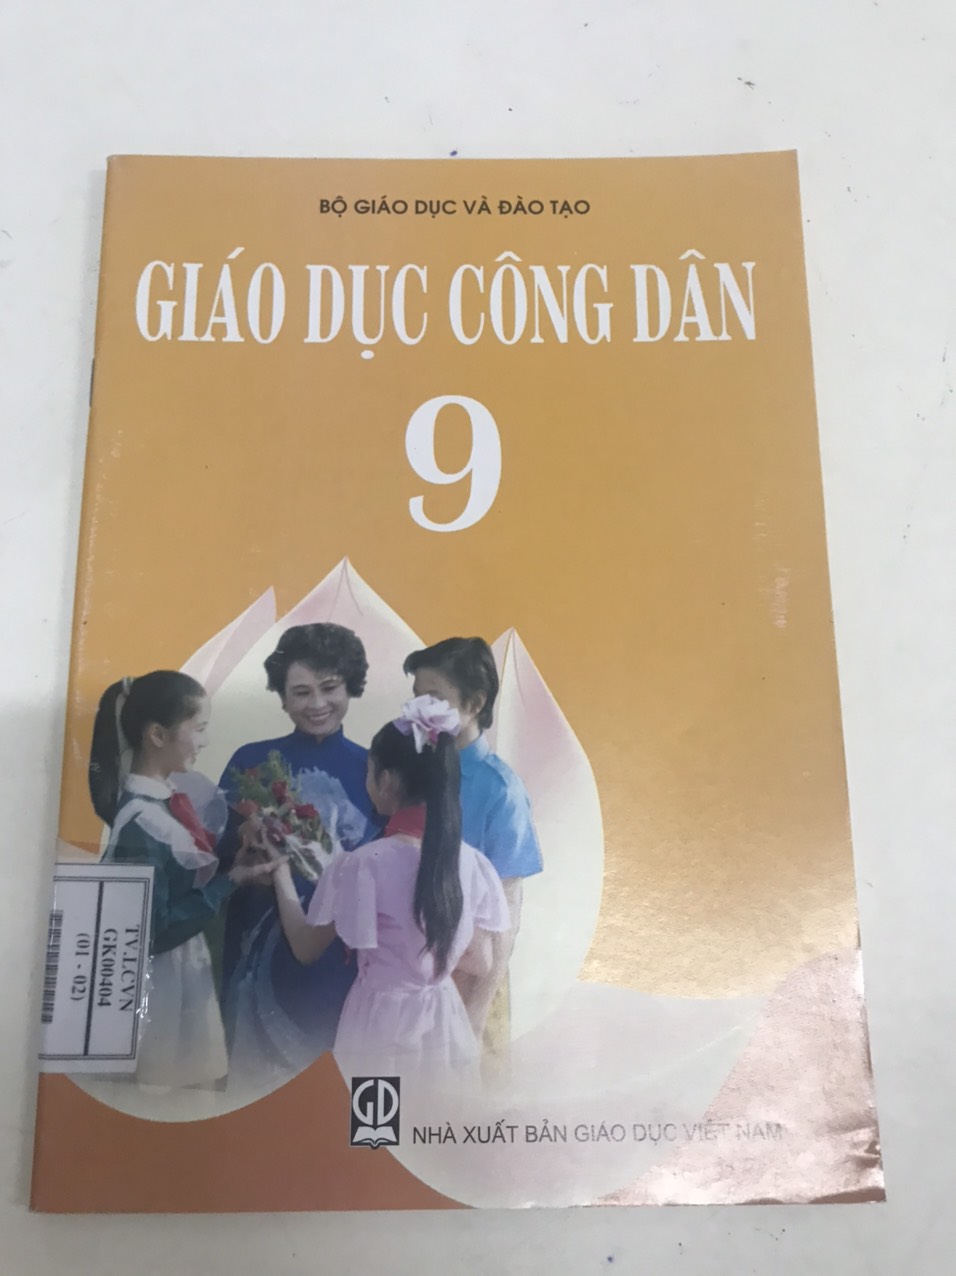 BỘ GIÁO DỤC VÀ ĐÀO TẠO
GIÁO DỤC CÔNG DÂN
9
TV.LCVN
GK00404
(01 - 02)
GD
NHÀ XUẤT BẢN GIÁO DỤC VIỆT NAM